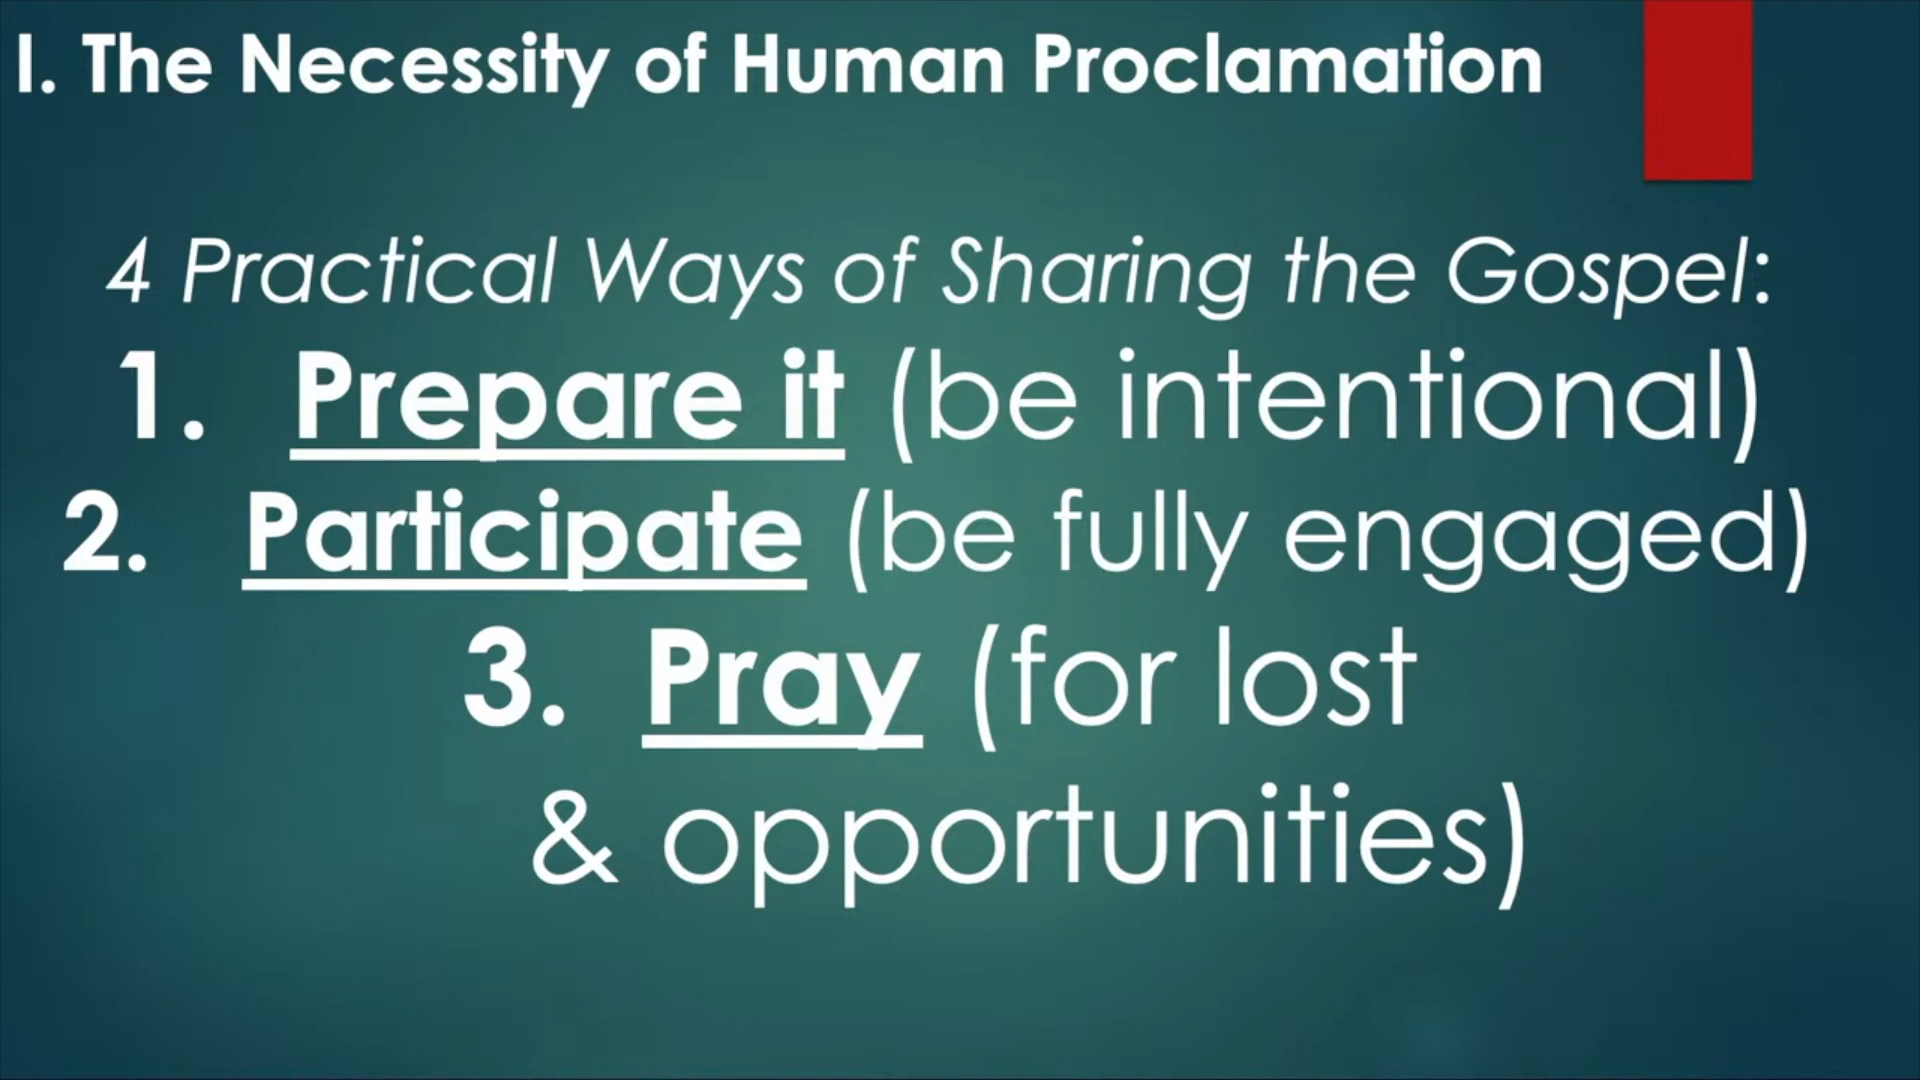 I. The Necessity of Human Proclamation
4 Practical Ways of Sharing the Gospel:
1. Prepare it (be intentional)
2. Participate (be fully engaged)
3. Pray (for lost
& opportunities)